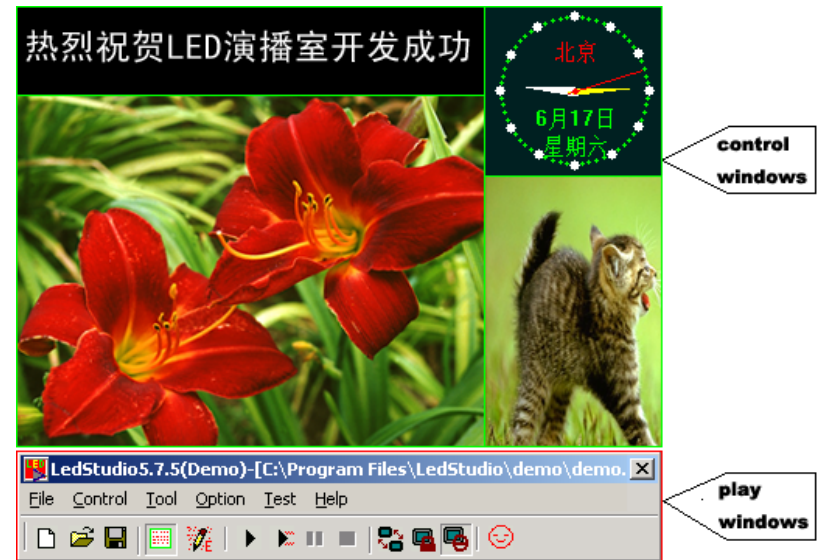 热烈祝贺LED演播室开发成功
北京
6月17日
星期六
control
windows
LedStudio5.7.5(Demo)-[C:\Program Files\LedStudio\demo\demo.
File Control Tool Option Test Help
play
windows